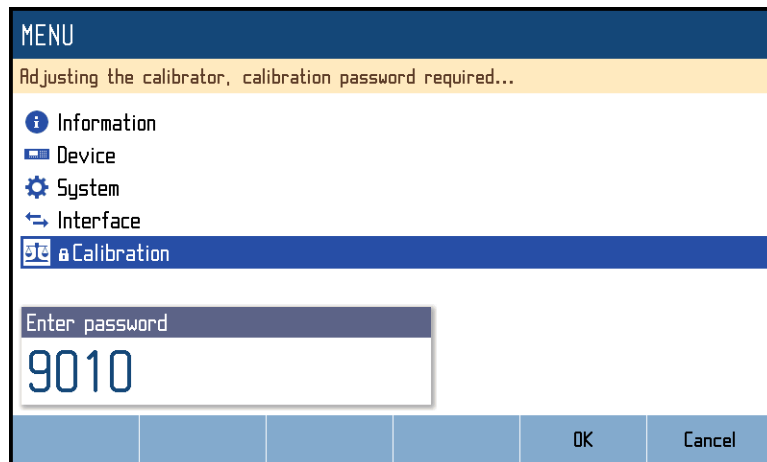 MENU
Adjusting the calibrator, calibration password required...
Information
Device
System
Interface
Calibration
Enter password
9010
OK Cancel